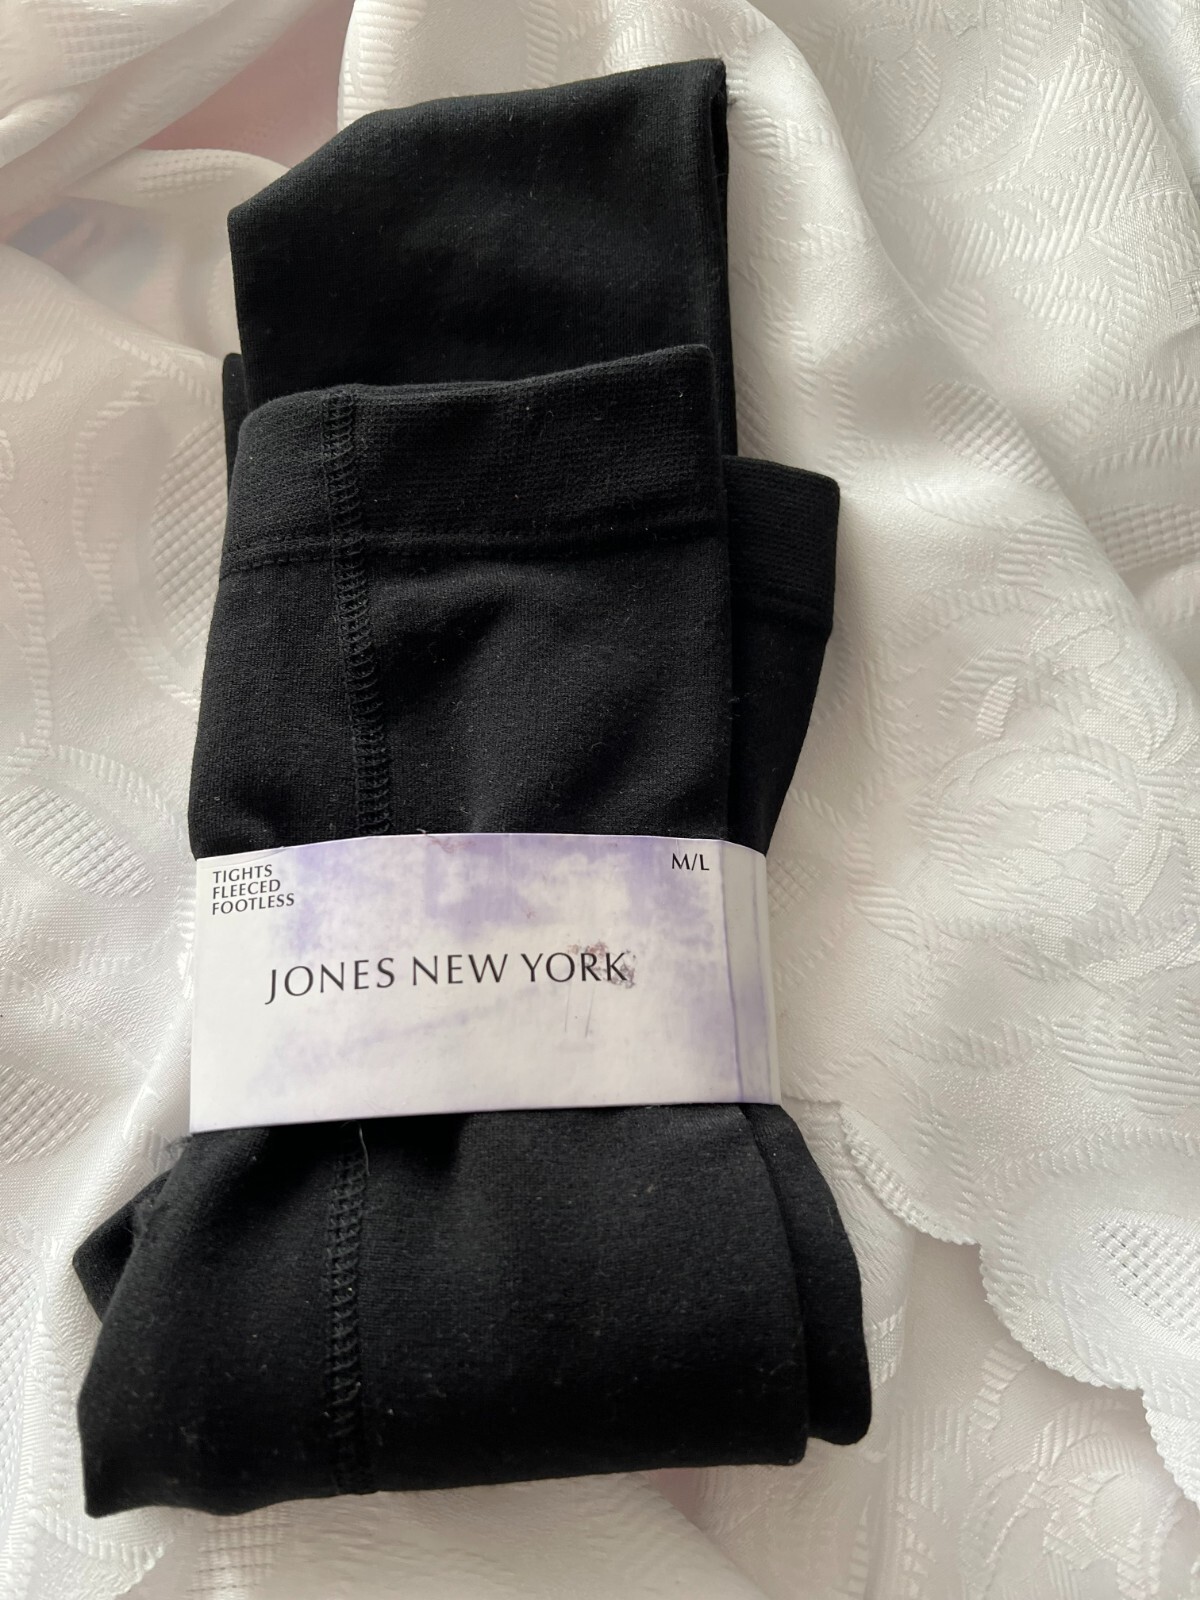 TIGHTS
FLEECED
FOOTLESS
M/L
JONES NEW YORK